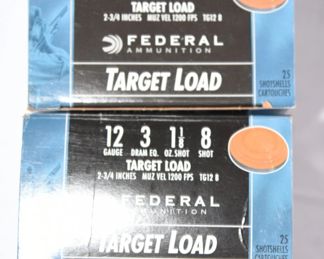 TARGET LOAD
2-3/4 INCHES MUZ VEL 1200 FPS TG12 8
FEDERAL
AMMUNITION
TARGET LOAD
25
SHOTSHELLS
CARTOUCHES
12 3 1 1/8 8
GAUGE DRAM EQ. OZ. SHOT SHOT
TARGET LOAD
2-3/4 INCHES MUZ VEL 1200 FPS TG12 8
FEDERAL
AMMUNITION
TARGET LOAD
25
SHOTSHELLS
CARTOUCHES